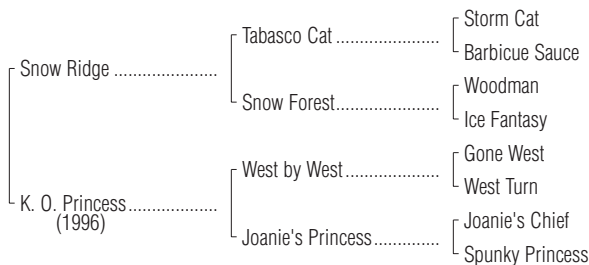 Storm Cat
Tabasco Cat ....................
Barbicue Sauce
Snow Ridge ......................
Woodman
Snow Forest......................
Ice Fantasy
Gone West
West by West....................
West Turn
K. O. Princess...................
(1996)
Joanie's Chief
Joanie's Princess..............
Spunky Princess